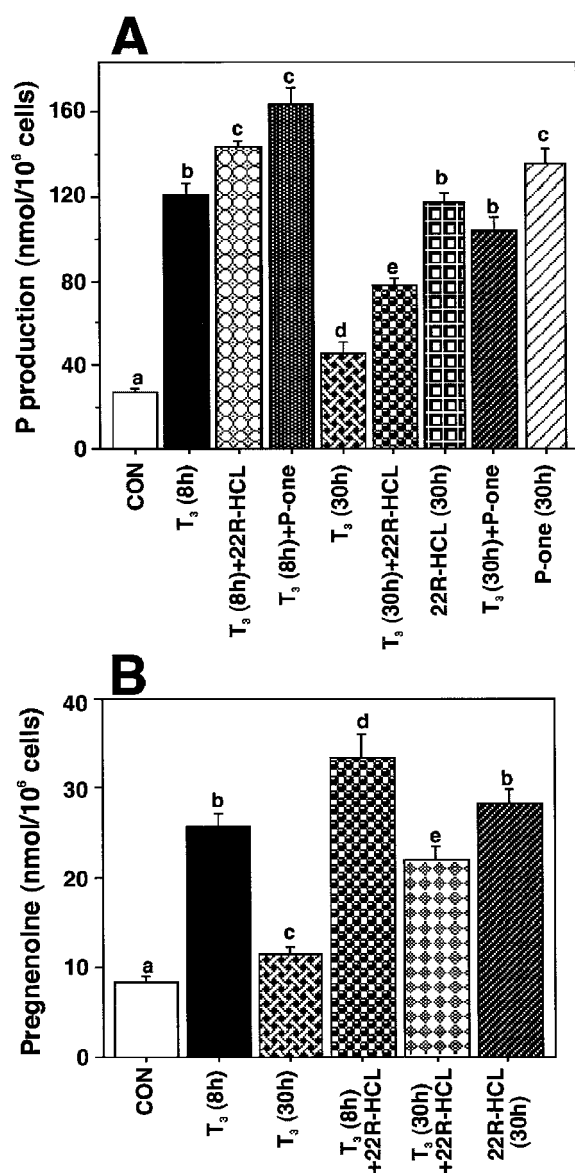 A
P production (nmol/10⁶ cells)
160
120
80
40
0
a
b
c
c
d
e
b
b
c
CON
T₃ (8h)
T₃ (8h)+22R-HCL
T₃ (8h)+P-one
T₃ (30h)
T₃ (30h)+22R-HCL
22R-HCL (30h)
T₃ (30h)+P-one
P-one (30h)
B
Pregnenolne (nmol/10⁶ cells)
40
30
20
10
0
a
b
c
d
e
b
CON
T₃ (8h)
T₃ (30h)
T₃ (8h)
+22R-HCL
T₃ (30h)
+22R-HCL
22R-HCL
(30h)